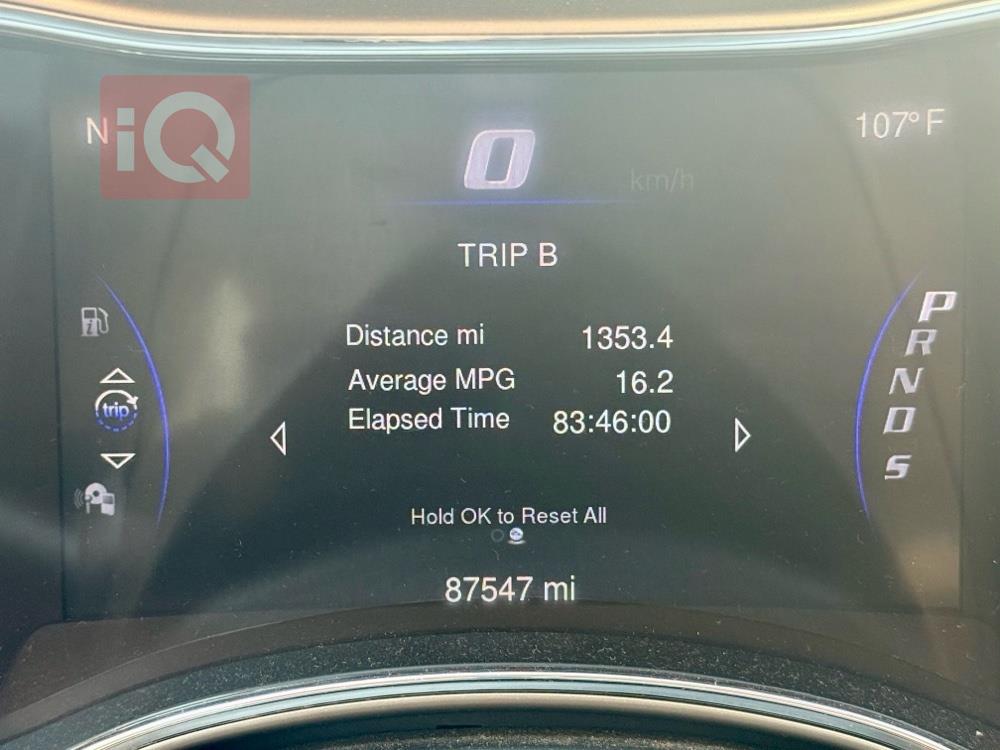 N
iQ
107° F
0
km/h
TRIP B
P
R
N
D
S
Distance mi 1353.4
Average MPG 16.2
trip
Elapsed Time 83:46:00
Hold OK to Reset All
87547 mi